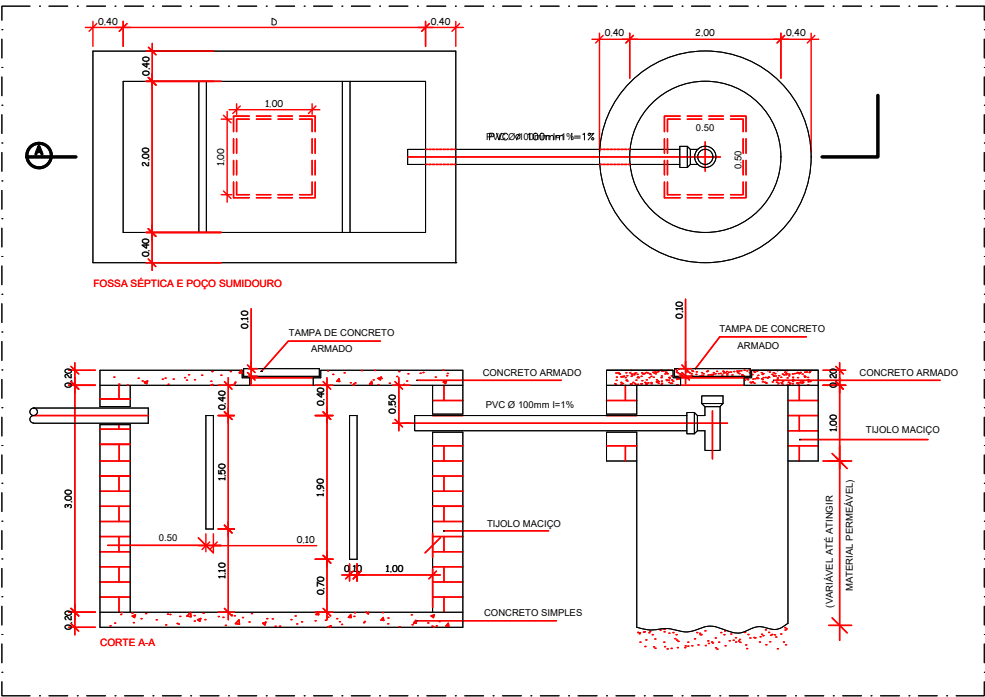 0.40
D
0.40
0.40
2.00
0.40
0.40
2.00
0.40
1.00
1.00
0.50
0.50
A
FOSSA SÉPTICA E POÇO SUMIDOURO
0.10
TAMPA DE CONCRETO
ARMADO
0.20
0.40
0.40
0.50
CONCRETO ARMADO
PVC Ø 100mm I=1%
3.00
1.50
1.90
0.50
0.10
TIJOLO MACIÇO
1.10
0.70
0.10
1.00
0.20
CONCRETO SIMPLES
CORTE A-A
0.10
TAMPA DE CONCRETO
ARMADO
0.20
CONCRETO ARMADO
1.00
TIJOLO MACIÇO
(VARIÁVEL ATÉ ATINGIR
MATERIAL PERMEÁVEL)